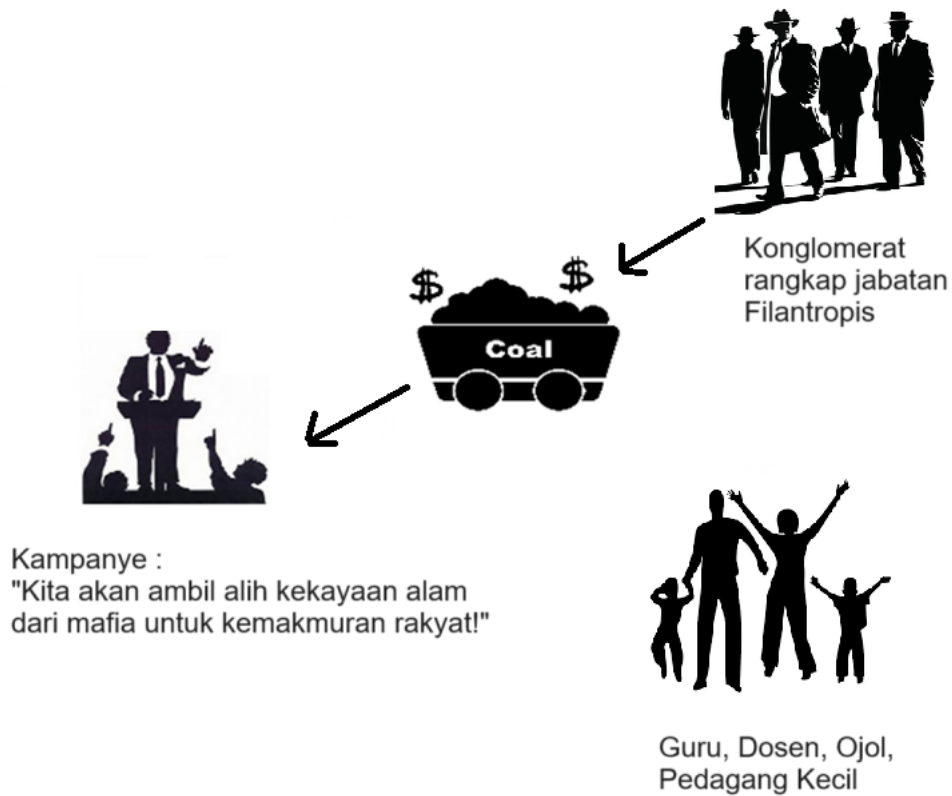 Konglomerat
rangkap jabatan
Filantropis
$ $
Coal
Kampanye :
"Kita akan ambil alih kekayaan alam
dari mafia untuk kemakmuran rakyat!"
Guru, Dosen, Ojol,
Pedagang Kecil